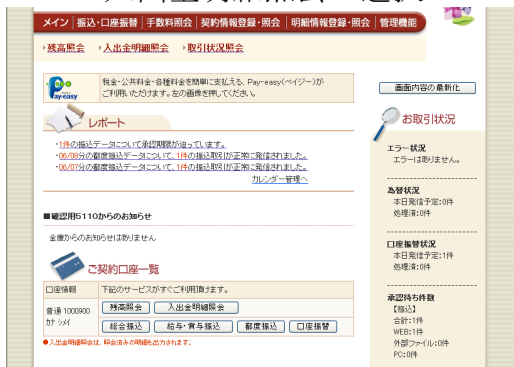 メイン 振込・口座振替 手数料照会 契約情報登録・照会 明細情報登録・照会 管理機能
残高照会 入出金明細照会 取引状況照会
Pay-easy
税金・公共料金・各種料金を簡単に支払える、Pay-easy(ペイジー)が
ご利用いただけます。左の画像を押してください。
画面内容の最新化
レポート
・1件の振込データについて承認期限が迫っています。
・06/08分の都度振込データについて、1件の振込取引が正常に発信されました。
・06/07分の都度振込データについて、1件の振込取引が正常に発信されました。
カレンダー管理へ
■確認用5110からのお知らせ
金庫からのお知らせはありません
ご契約口座一覧
口座情報 下記のサービスがすぐご利用頂けます。
普通 1000900
カナ シメイ
残高照会 入出金明細照会
総合振込 給与・賞与振込 都度振込 口座振替
●入出金明細照会は、照会済みの明細も出力されます。
お取引状況
エラー状況
エラーはありません。
為替状況
本日発信予定:0件
処理済:0件
口座振替状況
本日発信予定:1件
処理済:0件
承認待ち件数
【振込】
合計:1件
WEB:1件
外部ファイル:0件
PC:0件